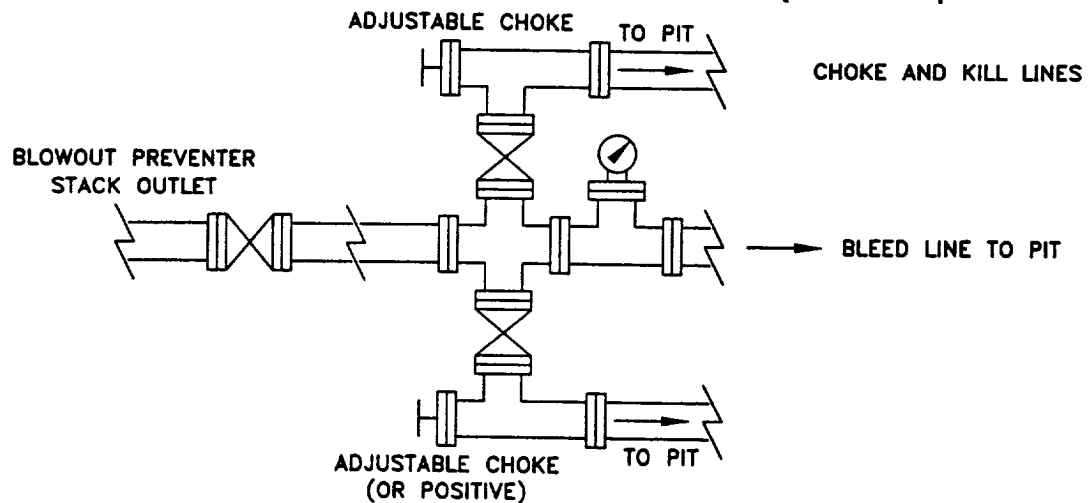 ADJUSTABLE CHOKE
TO PIT
CHOKE AND KILL LINES
BLOWOUT PREVENTER
STACK OUTLET
BLEED LINE TO PIT
ADJUSTABLE CHOKE
(OR POSITIVE)
TO PIT